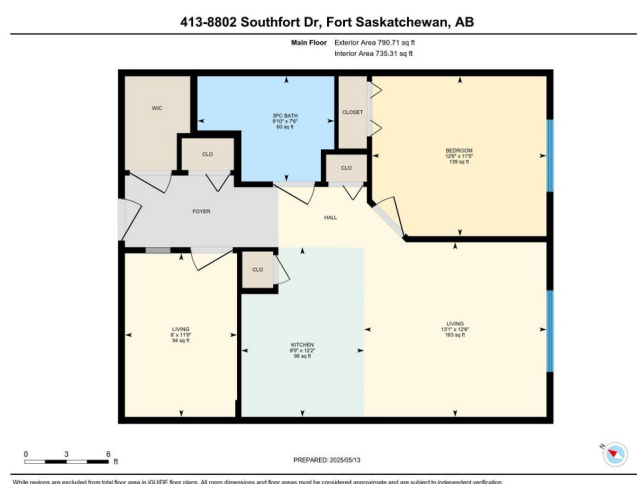 413-8802 Southfort Dr, Fort Saskatchewan, AB
Main Floor Exterior Area 790.71 sq ft
Interior Area 735.31 sq ft
WIC
3PC BATH
9'10" x 7'6"
60 sq ft
CLOSET
BEDROOM
12'6" x 11'5"
139 sq ft
CLO
CLO
FOYER
HALL
CLO
LIVING
8' x 11'9"
94 sq ft
KITCHEN
8'9" x 12'2"
98 sq ft
LIVING
13'1" x 12'6"
163 sq ft
0 3 6
ft
PREPARED: 2025/05/13
N
White regions are excluded from total floor area in iGUIDE floor plans. All room dimensions and floor areas must be considered approximate and are subject to independent verification.